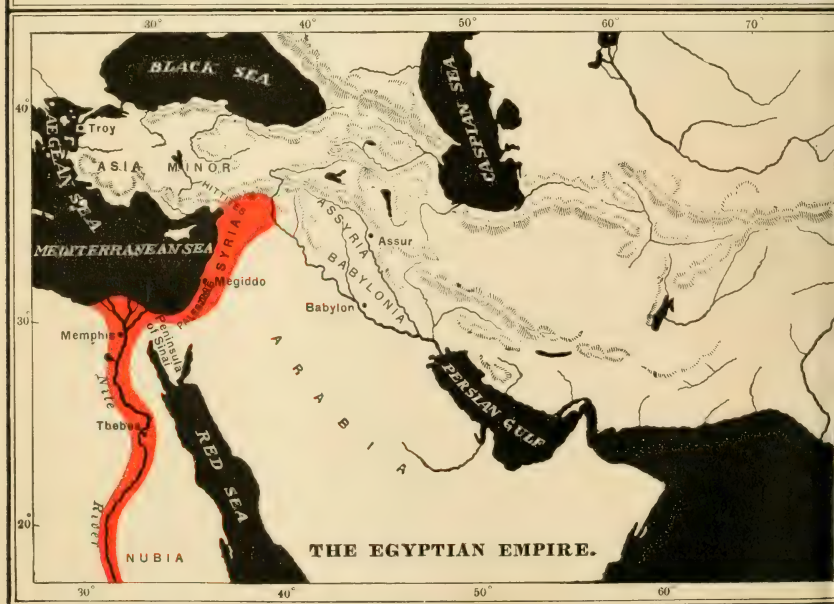 30° 40° 50° 60° 70°
BLACK SEA
CASPIAN SEA
40°
AEGEAN SEA
Troy
ASIA MINOR
HITT
SYRIA
ASSYRIA
Assur
MEDITERRANEAN SEA
BABYLONIA
Megiddo
Babylon
30°
Memphis
Peninsula
of Sinai
ARABIA
Nile
PERSIAN GULF
Thebes
RED SEA
River
20°
NUBIA
THE EGYPTIAN EMPIRE.
30° 40° 50° 60°